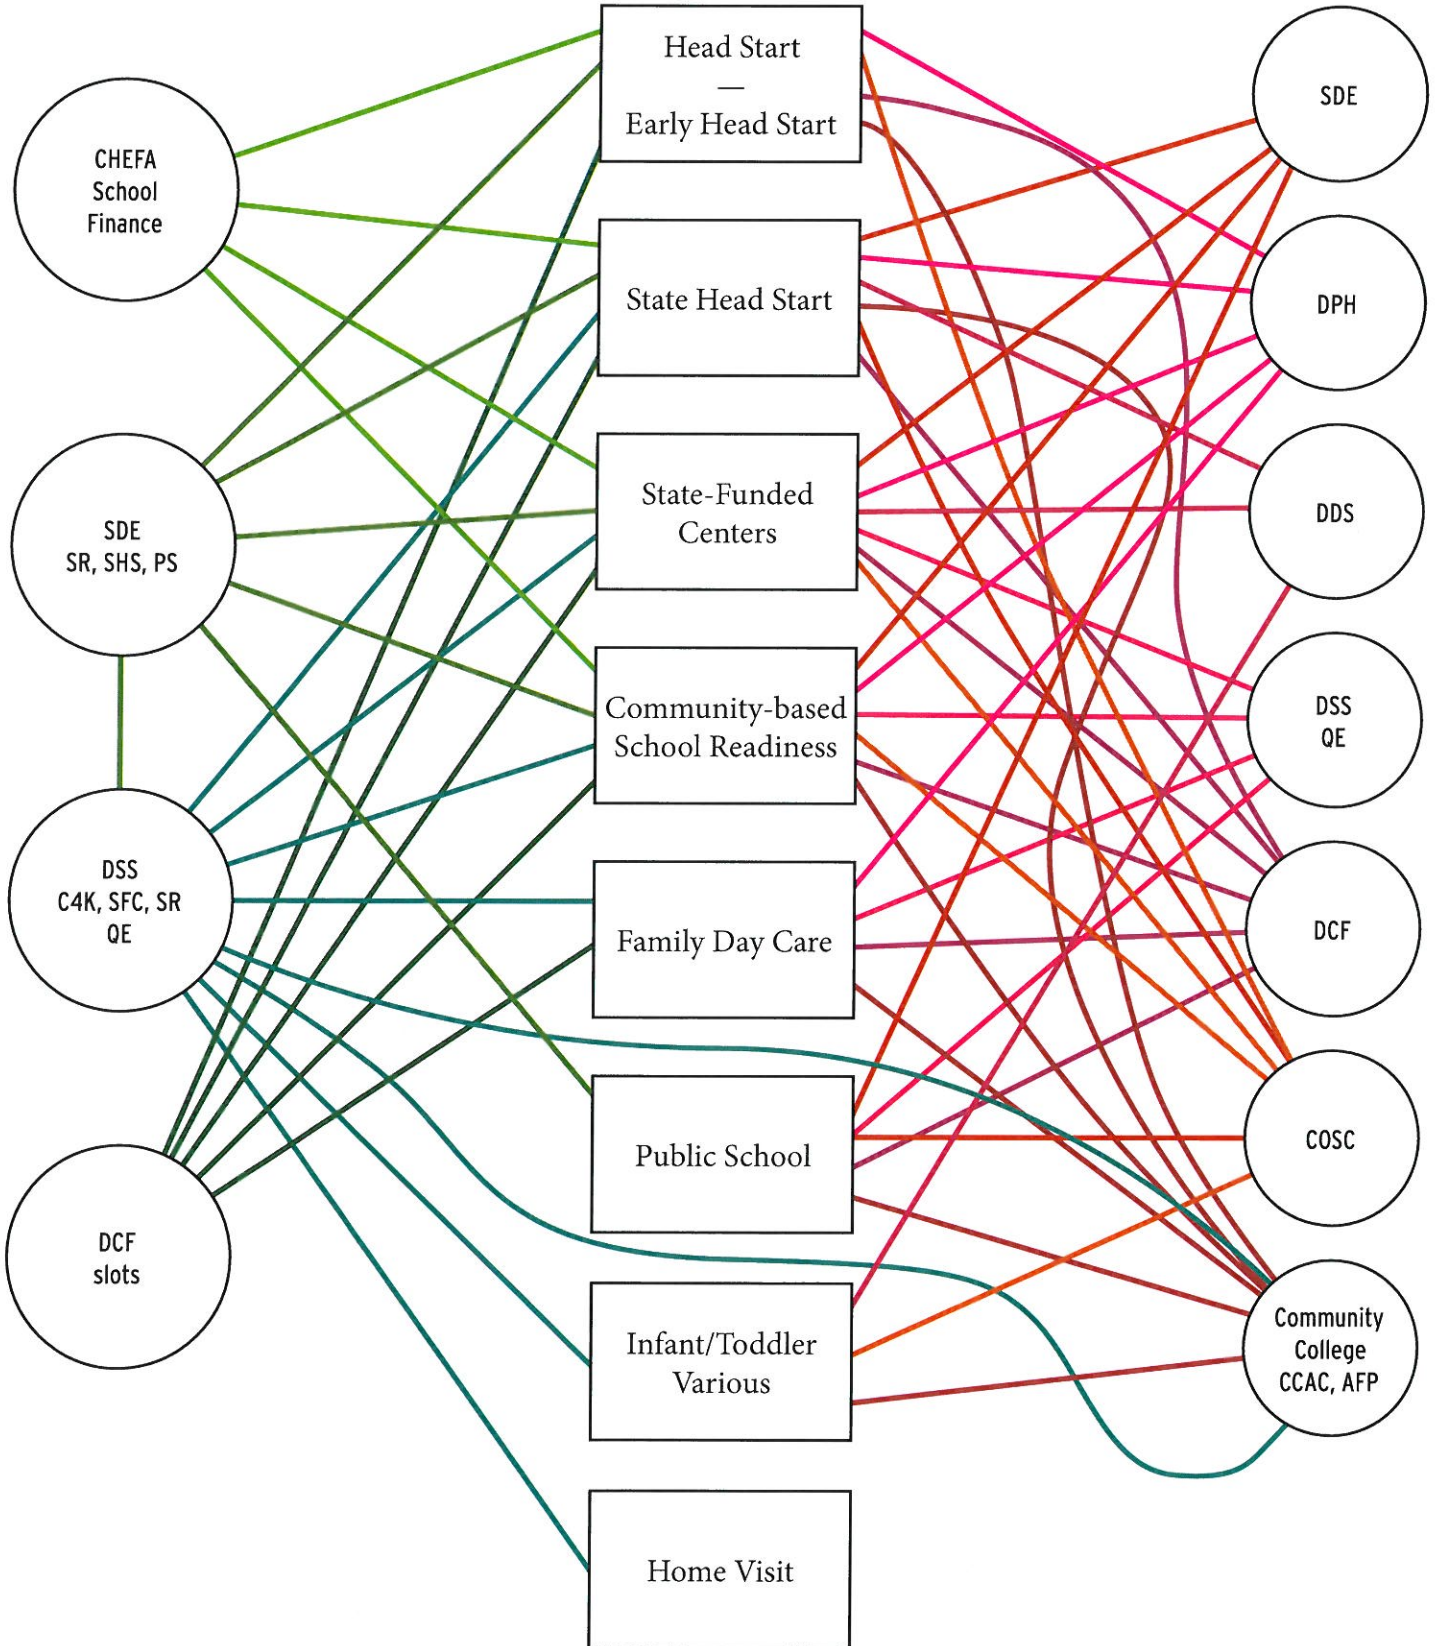 CHEFA
School
Finance
SDE
SR, SHS, PS
DSS
C4K, SFC, SR
QE
DCF
slots
Head Start
—
Early Head Start
State Head Start
State-Funded
Centers
Community-based
School Readiness
Family Day Care
Public School
Infant/Toddler
Various
Home Visit
SDE
DPH
DDS
DSS
QE
DCF
COSC
Community
College
CCAC, AFP